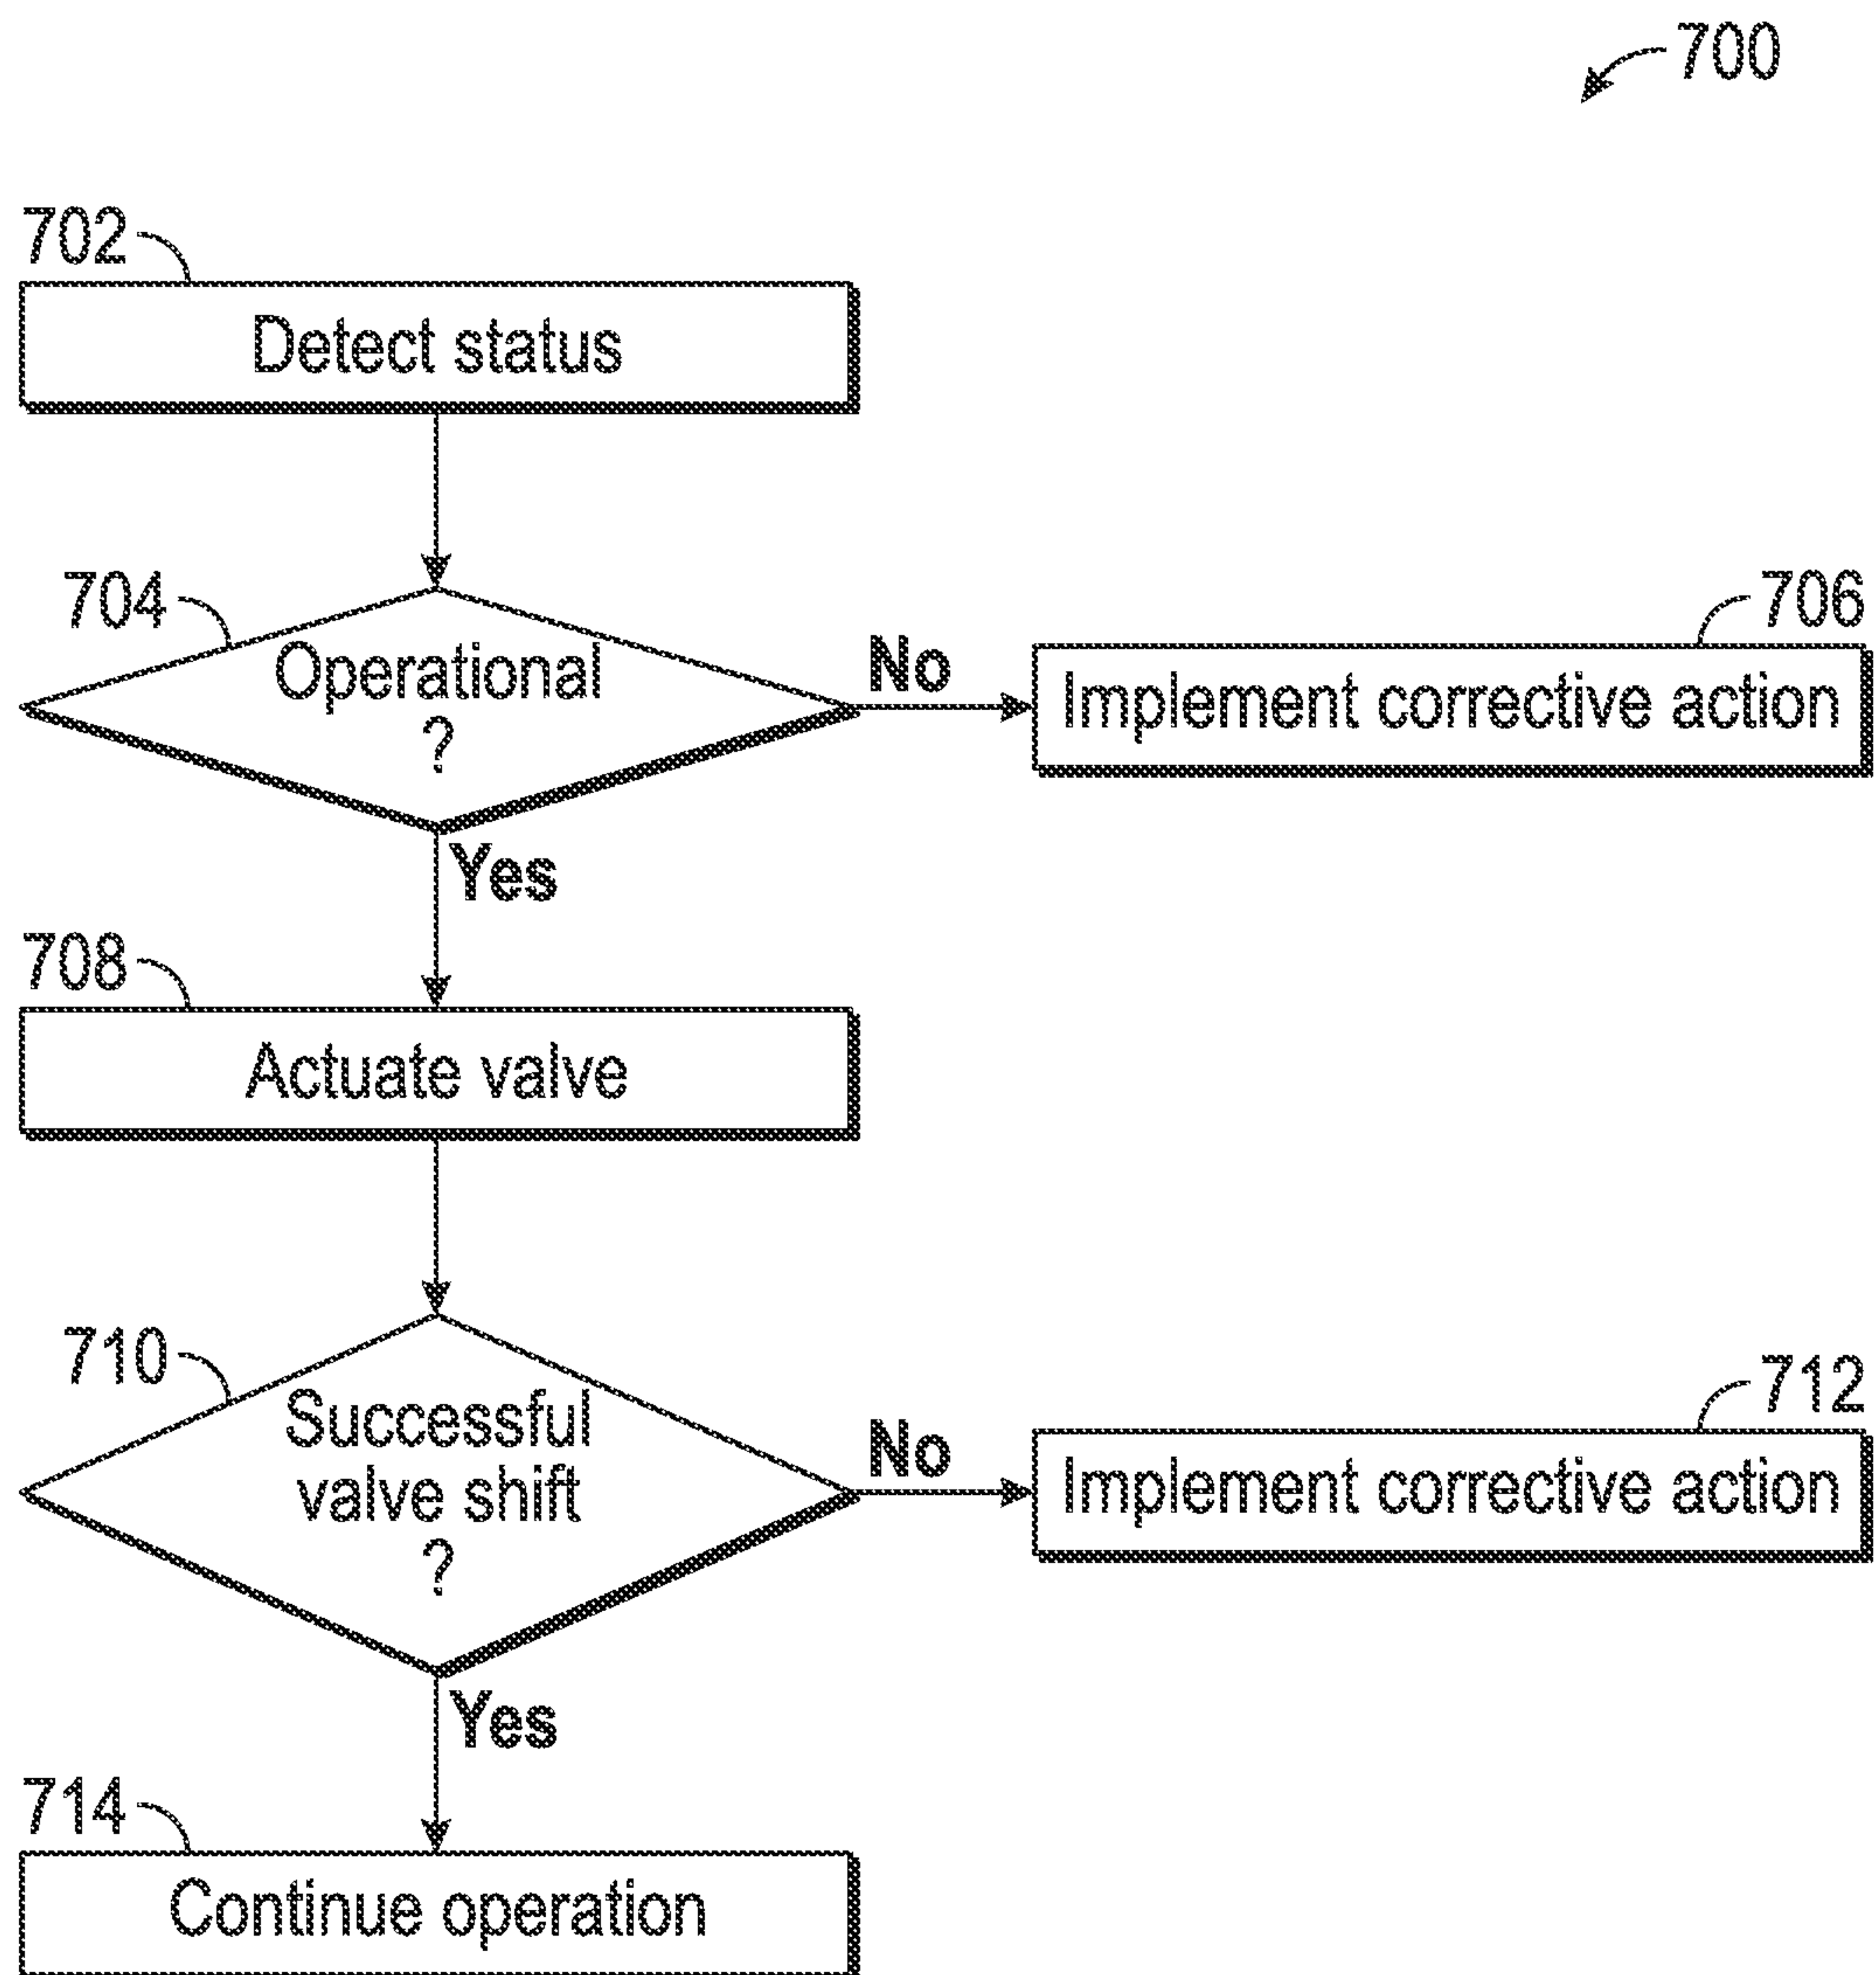 700
702
Detect status
704
Operational
?
No
706
Implement corrective action
Yes
708
Actuate valve
710
Successful
valve shift
?
No
712
Implement corrective action
Yes
714
Continue operation